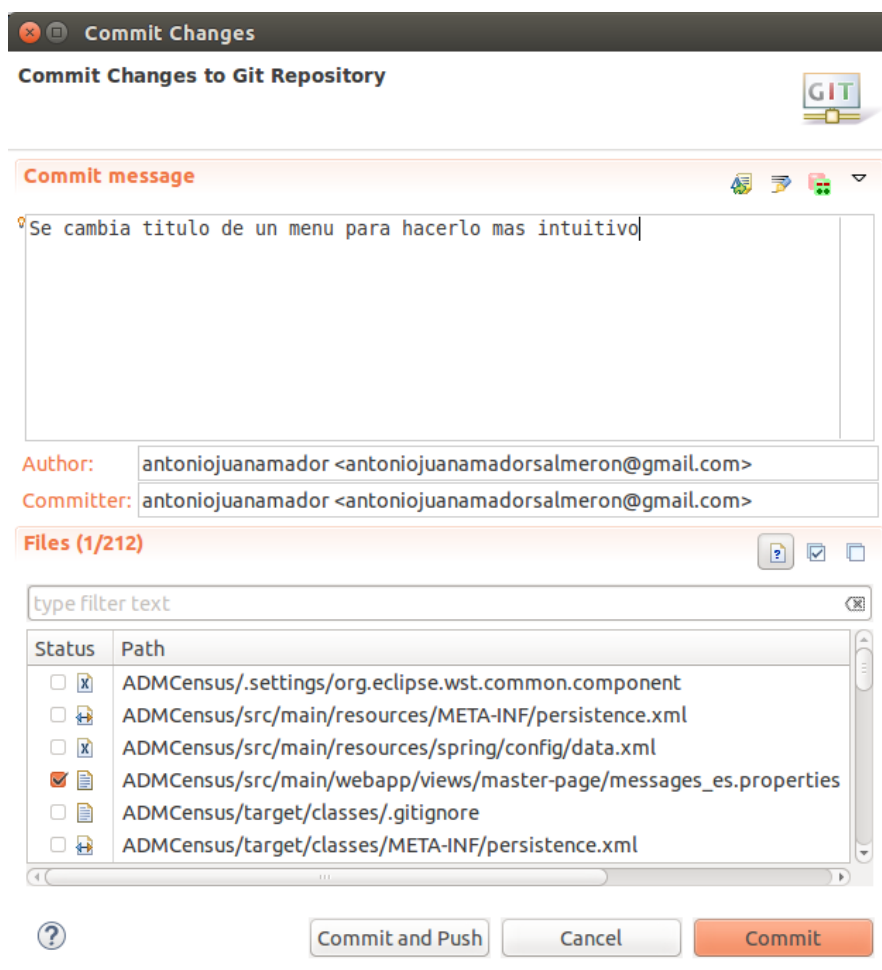 Commit Changes
Commit Changes to Git Repository
GIT
Commit message
Se cambia titulo de un menu para hacerlo mas intuitivo
Author: antoniojuanamador <antoniojuanamadorsalmeron@gmail.com>
Committer: antoniojuanamador <antoniojuanamadorsalmeron@gmail.com>
Files (1/212)
type filter text
Status Path
ADMCensus/.settings/org.eclipse.wst.common.component
ADMCensus/src/main/resources/META-INF/persistence.xml
ADMCensus/src/main/resources/spring/config/data.xml
ADMCensus/src/main/webapp/views/master-page/messages_es.properties
ADMCensus/target/classes/.gitignore
ADMCensus/target/classes/META-INF/persistence.xml
Commit and Push Cancel Commit